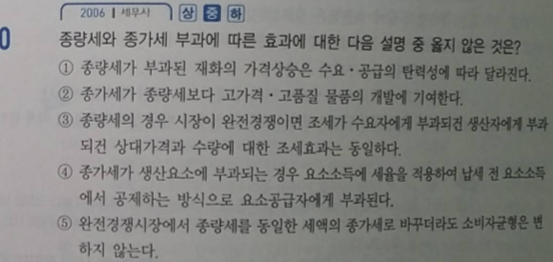 2006 | 세무사 상 중 하
0 종량세와 종가세 부과에 따른 효과에 대한 다음 설명 중 옳지 않은 것은?
① 종량세가 부과된 재화의 가격상승은 수요·공급의 탄력성에 따라 달라진다.
② 종가세가 종량세보다 고가격·고품질 물품의 개발에 기여한다.
③ 종량세의 경우 시장이 완전경쟁이면 조세가 수요자에게 부과되건 생산자에게 부과
되건 상대가격과 수량에 대한 조세효과는 동일하다.
④ 종가세가 생산요소에 부과되는 경우 요소소득에 세율을 적용하여 납세 전 요소소득
에서 공제하는 방식으로 요소공급자에게 부과된다.
⑤ 완전경쟁시장에서 종량세를 동일한 세액의 종가세로 바꾸더라도 소비자균형은 변
하지 않는다.